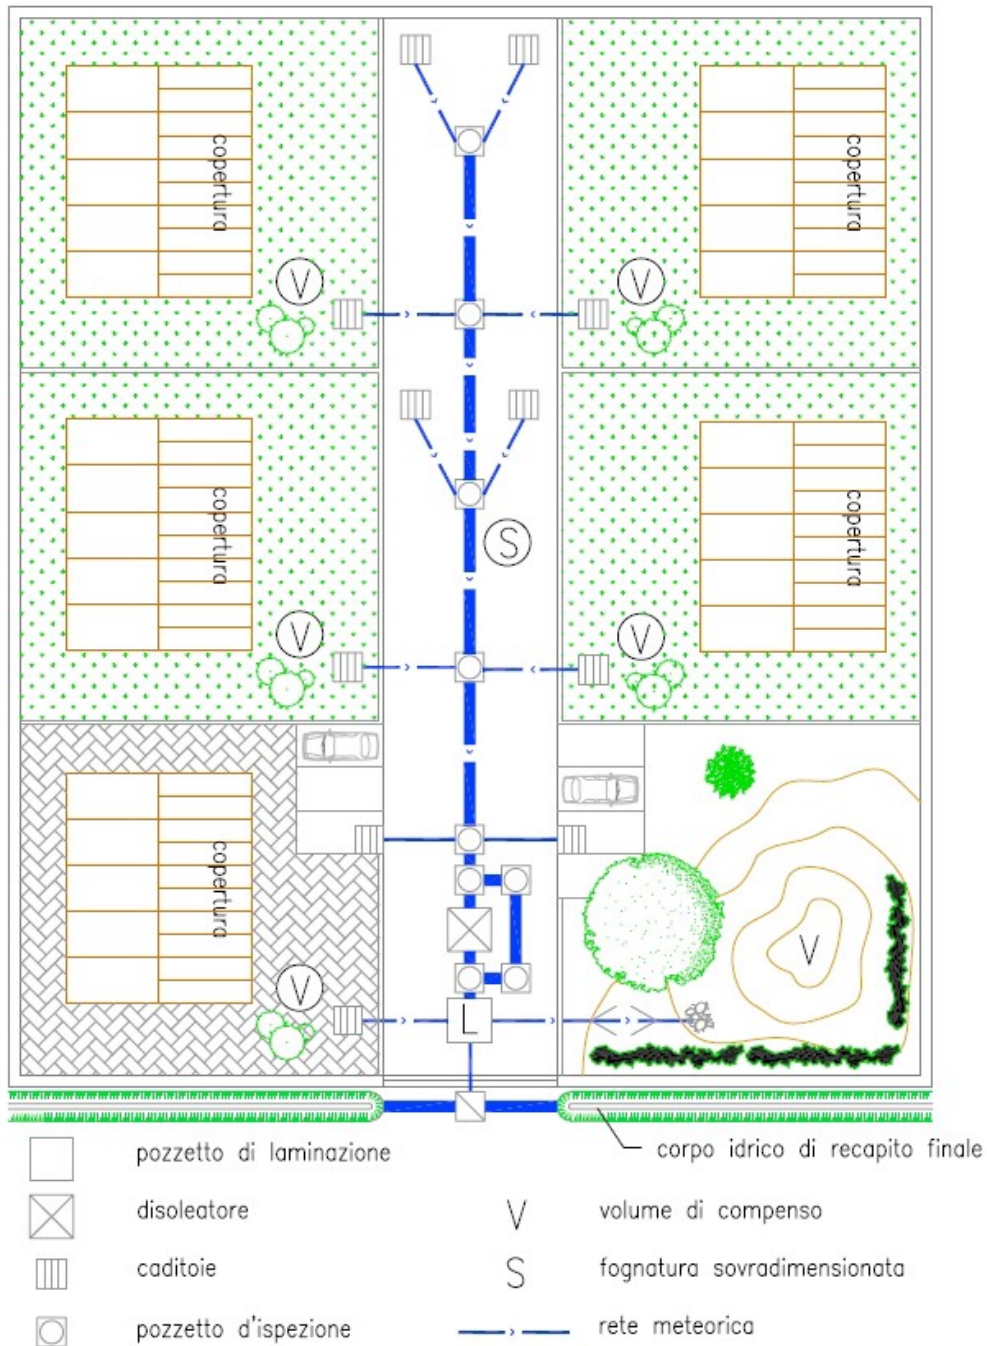 copertura
copertura
V
V
copertura
copertura
S
V
V
copertura
V
V
L
corpo idrico di recapito finale
pozzetto di laminazione
disoleatore
V volume di compenso
caditoie
S fognatura sovradimensionata
pozzetto d'ispezione
rete meteorica